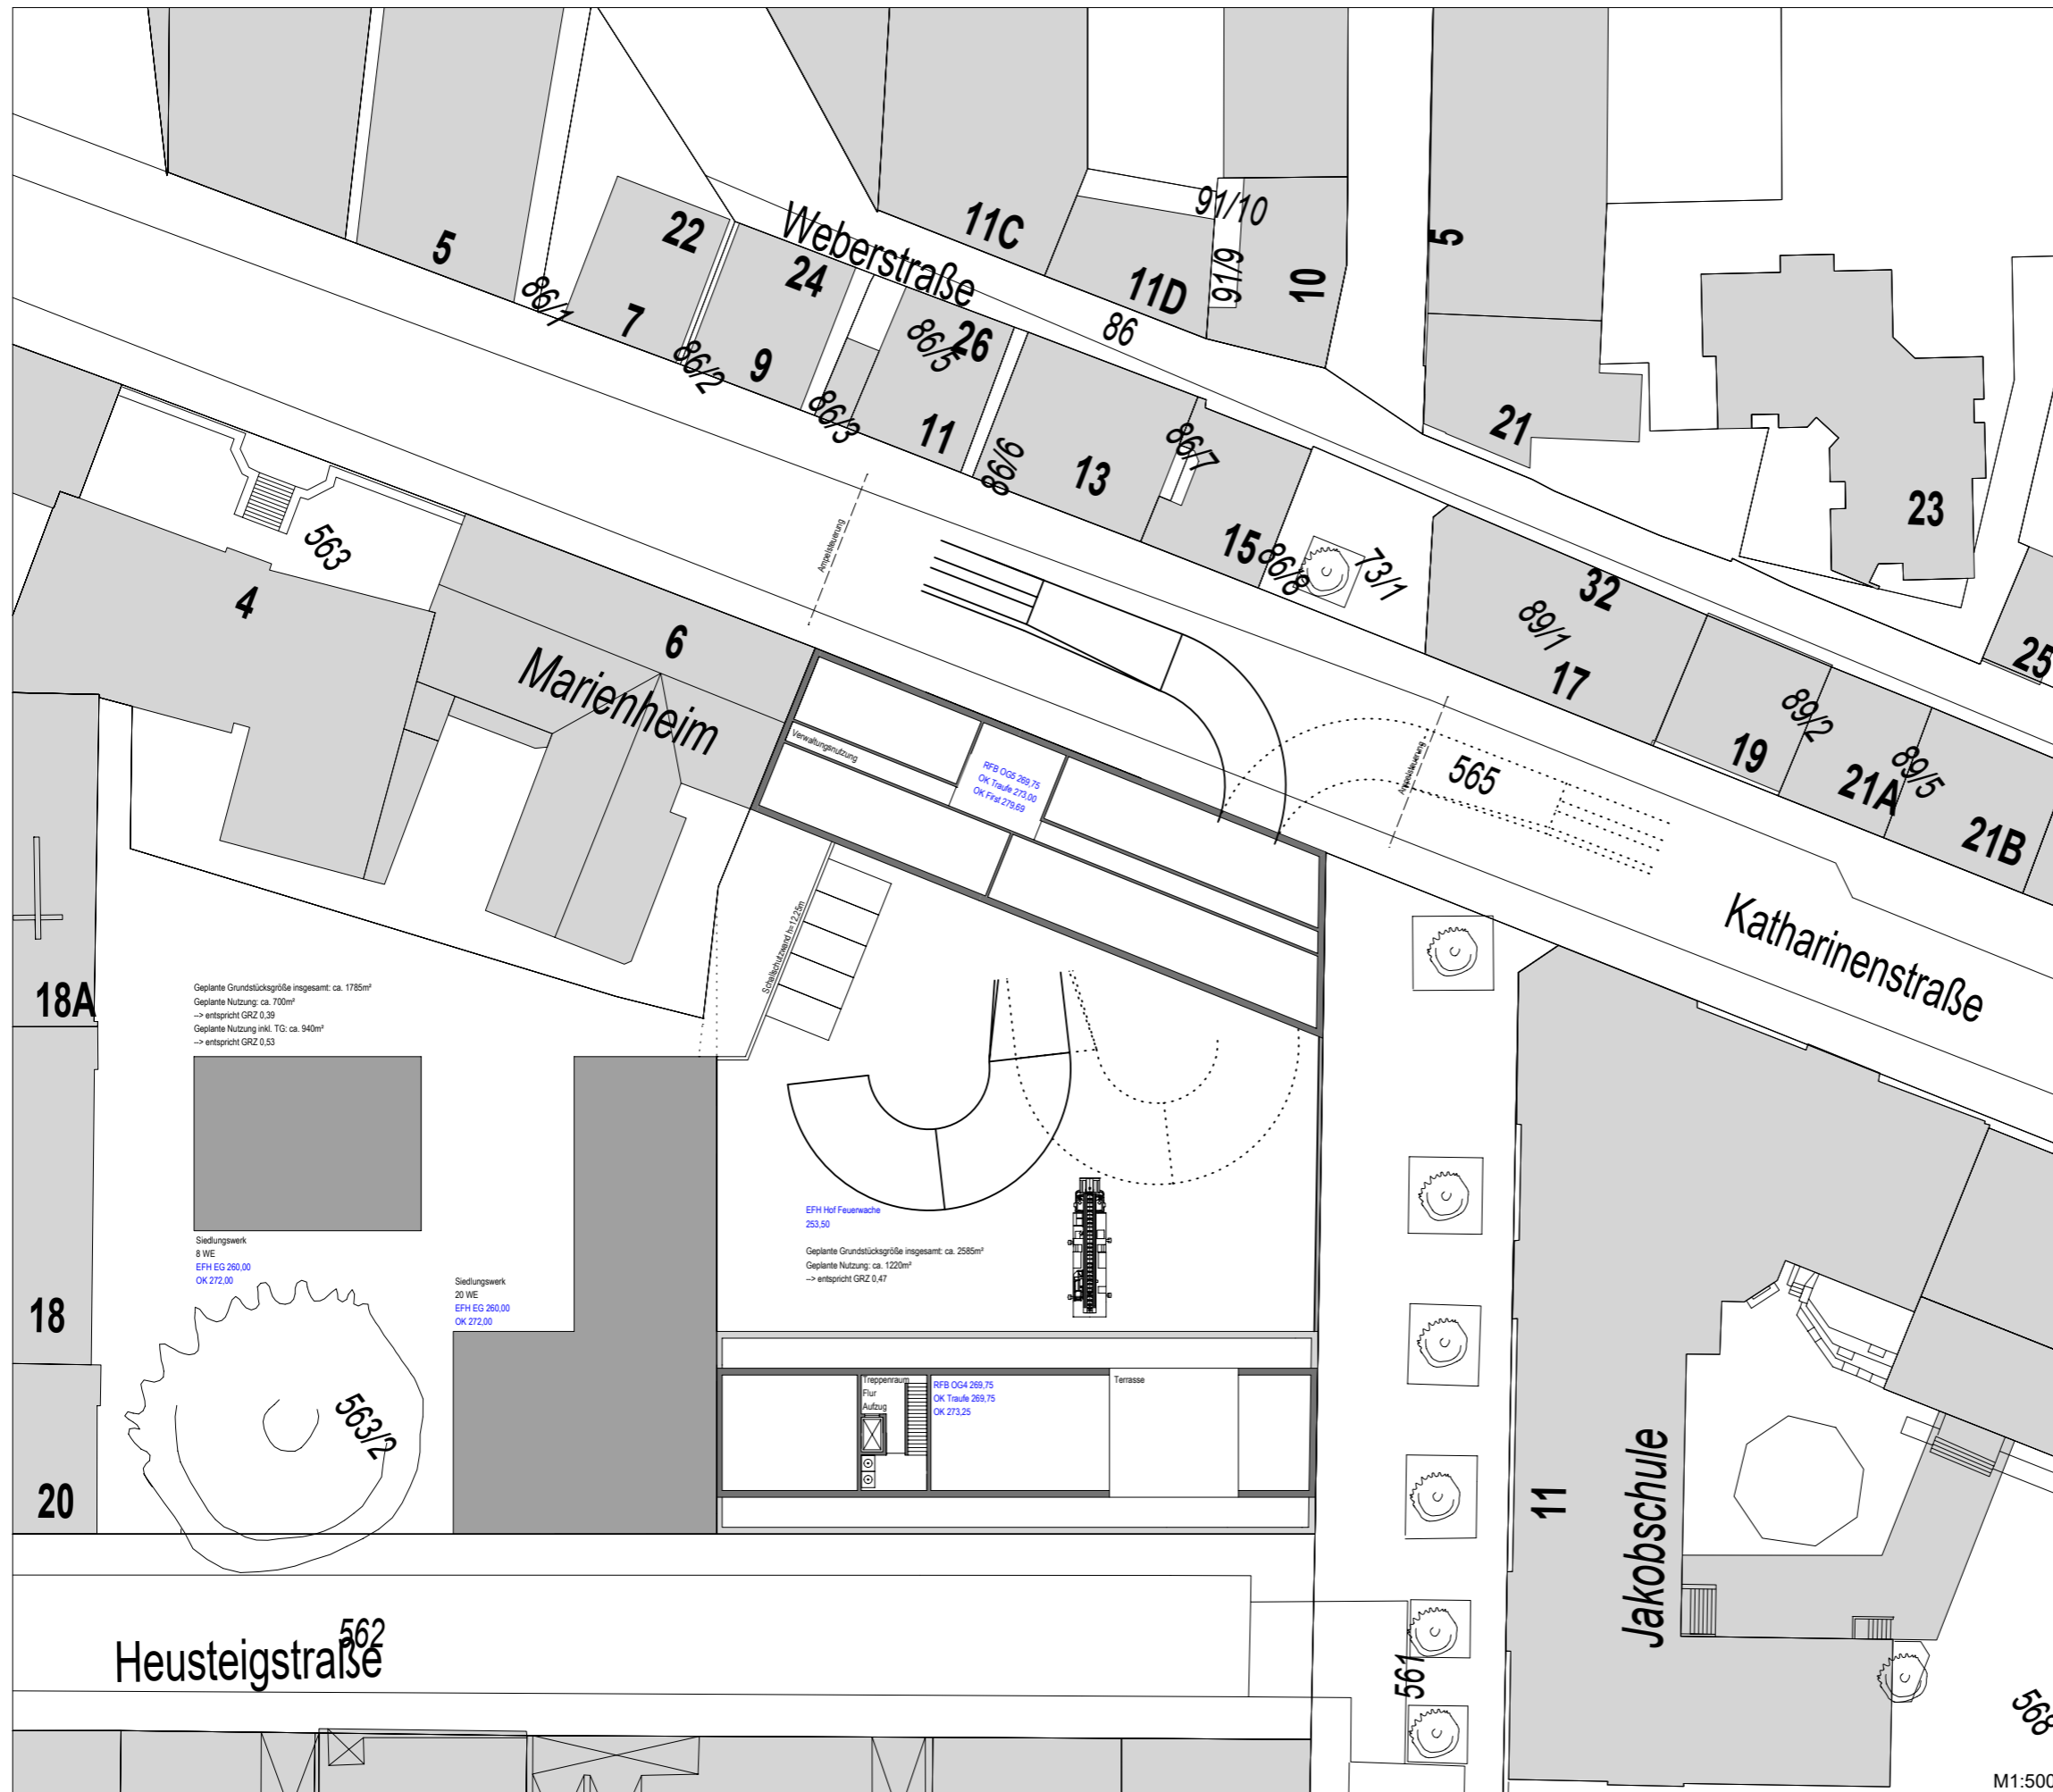 5
86/1
22
7
86/2
Weberstraße
24
9
86/3
86/5
26
11
86/6
11C
11D
86
91/10
91/9
10
13
86/7
15
86/8
73/1
5
21
23
25
32
89/1
17
19
89/2
21A
89/5
21B
563
4
6
Marienheim
Ampelsteuerung
Ampelsteuerung
565
Katharinenstraße
Verwaltungsnutzung
RFB OG5 269,75
OK Traufe 273,00
OK First 279,69
Schallschutzwand h=12,25m
18A
18
20
Geplante Grundstücksgröße insgesamt: ca. 1785m²
Geplante Nutzung: ca. 700m²
--> entspricht GRZ 0,39
Geplante Nutzung inkl. TG: ca. 940m²
--> entspricht GRZ 0,53
Siedlungswerk
8 WE
EFH EG 260,00
OK 272,00
Siedlungswerk
20 WE
EFH EG 260,00
OK 272,00
563/2
EFH Hof Feuerwache
253,50
Geplante Grundstücksgröße insgesamt: ca. 2585m²
Geplante Nutzung: ca. 1220m²
--> entspricht GRZ 0,47
Treppenraum
Flur
Aufzug
RFB OG4 269,75
OK Traufe 269,75
OK 273,25
Terrasse
11
Jakobschule
562
Heusteigstraße
561
568
M1:500